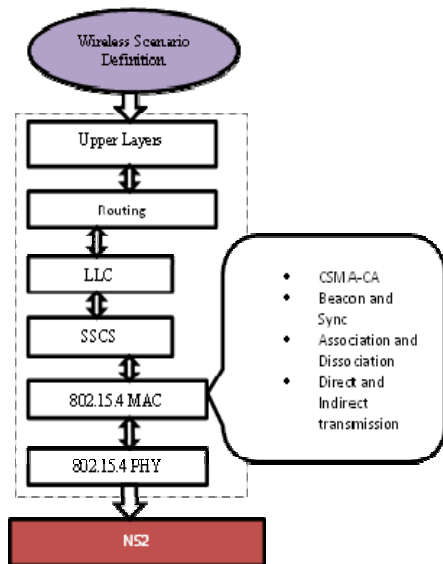 Wireless Scenario
Definition
Upper Layers
Routing
LLC
SSCS
802.15.4 MAC
802.15.4 PHY
NS2
• CSMA-CA
• Beacon and
Sync
• Association and
Dissociation
• Direct and
Indirect
transmission